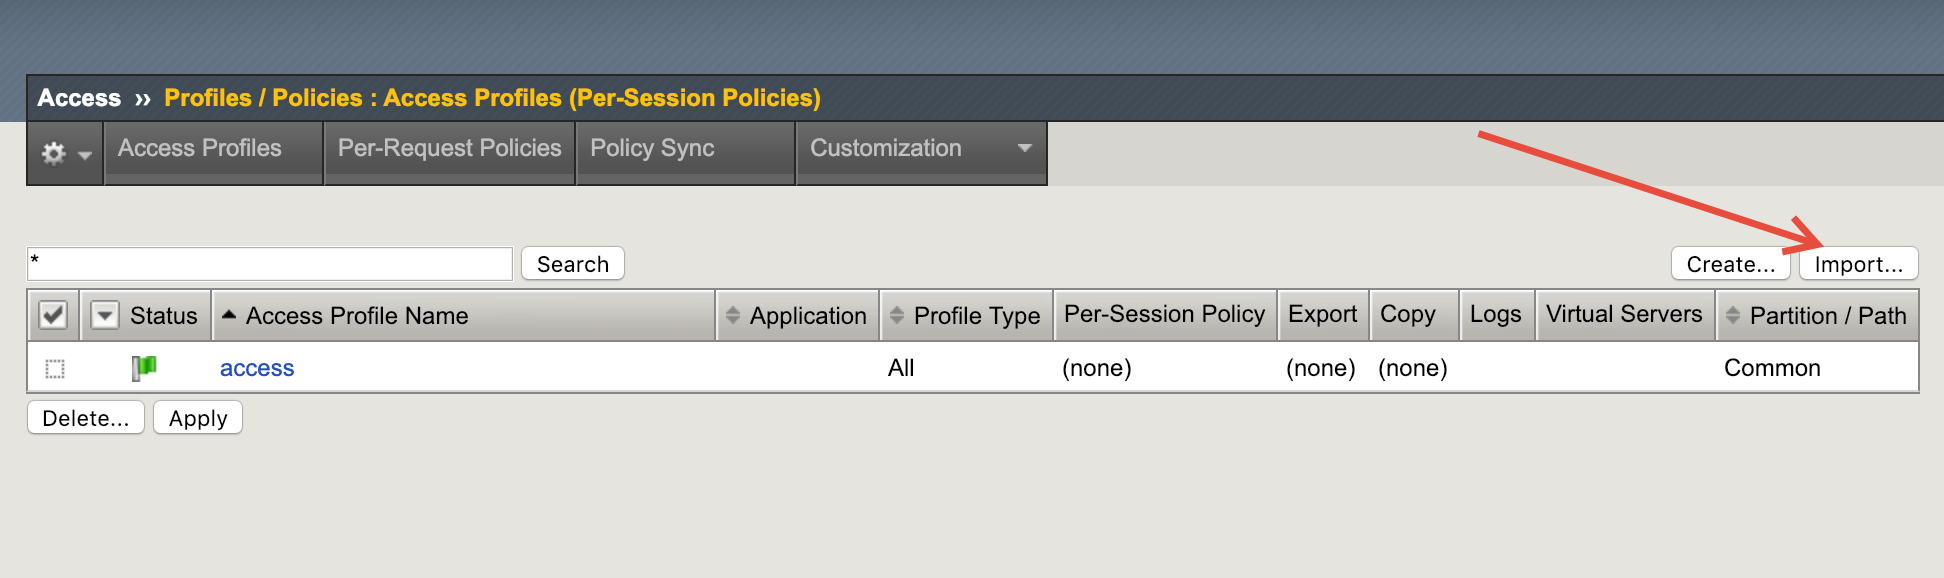 Access ›› Profiles / Policies : Access Profiles (Per-Session Policies)
Access Profiles Per-Request Policies Policy Sync Customization
* Search Create... Import...
Status Access Profile Name Application Profile Type Per-Session Policy Export Copy Logs Virtual Servers Partition / Path
access All (none) (none) (none) Common
Delete... Apply